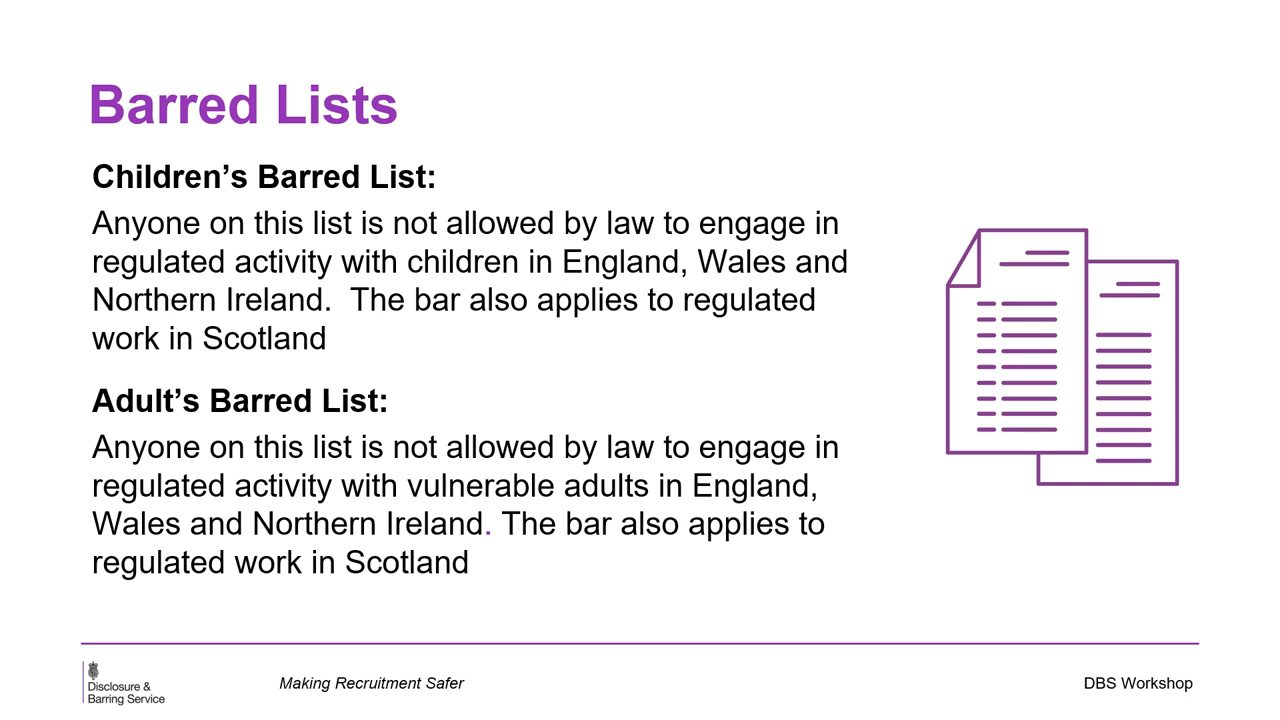 Barred Lists
Children’s Barred List:
Anyone on this list is not allowed by law to engage in
regulated activity with children in England, Wales and
Northern Ireland.  The bar also applies to regulated
work in Scotland
Adult’s Barred List:
Anyone on this list is not allowed by law to engage in
regulated activity with vulnerable adults in England,
Wales and Northern Ireland. The bar also applies to
regulated work in Scotland
Disclosure &
Barring Service
Making Recruitment Safer
DBS Workshop